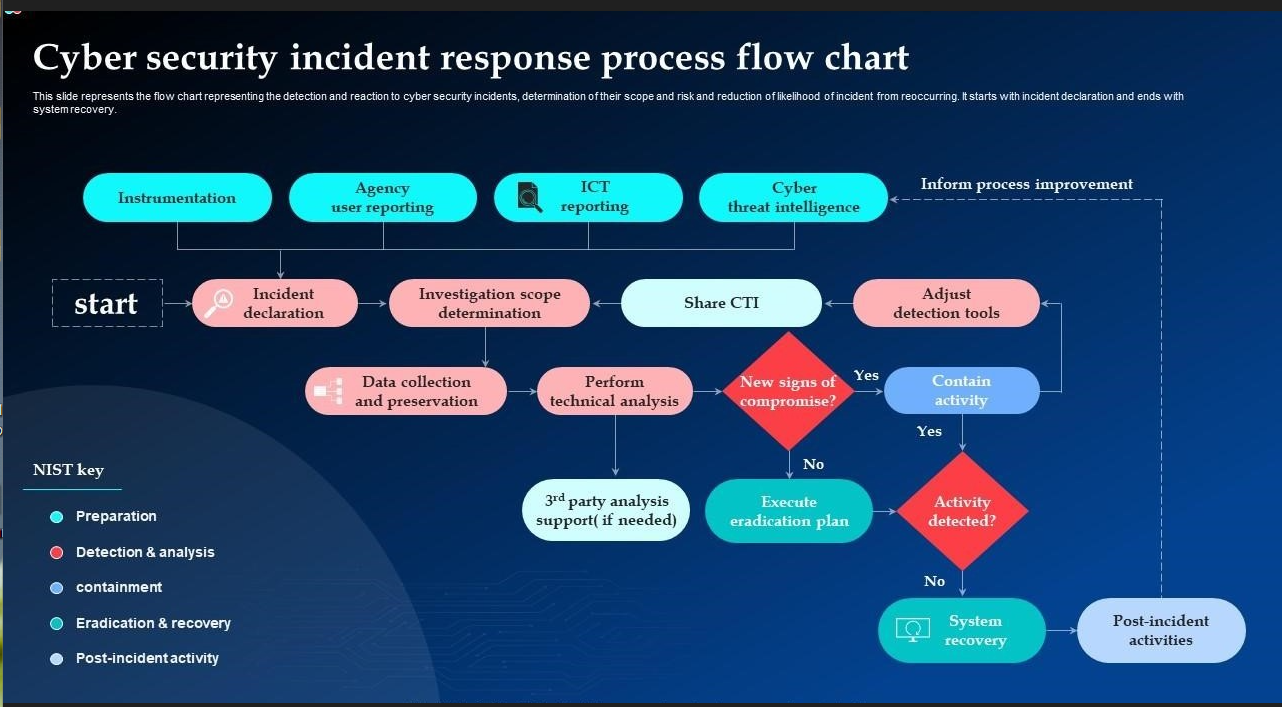 Cyber security incident response process flow chart
This slide represents the flow chart representing the detection and reaction to cyber security incidents, determination of their scope and risk and reduction of likelihood of incident from reoccurring. It starts with incident declaration and ends with
system recovery.
Instrumentation
Agency
user reporting
ICT
reporting
Cyber
threat intelligence
Inform process improvement
start
Incident
declaration
Investigation scope
determination
Share CTI
Adjust
detection tools
Data collection
and preservation
Perform
technical analysis
New signs of
compromise?
Yes
Contain
activity
Yes
No
3rd party analysis
support( if needed)
Execute
eradication plan
Activity
detected?
No
System
recovery
Post-incident
activities
NIST key
Preparation
Detection & analysis
containment
Eradication & recovery
Post-incident activity